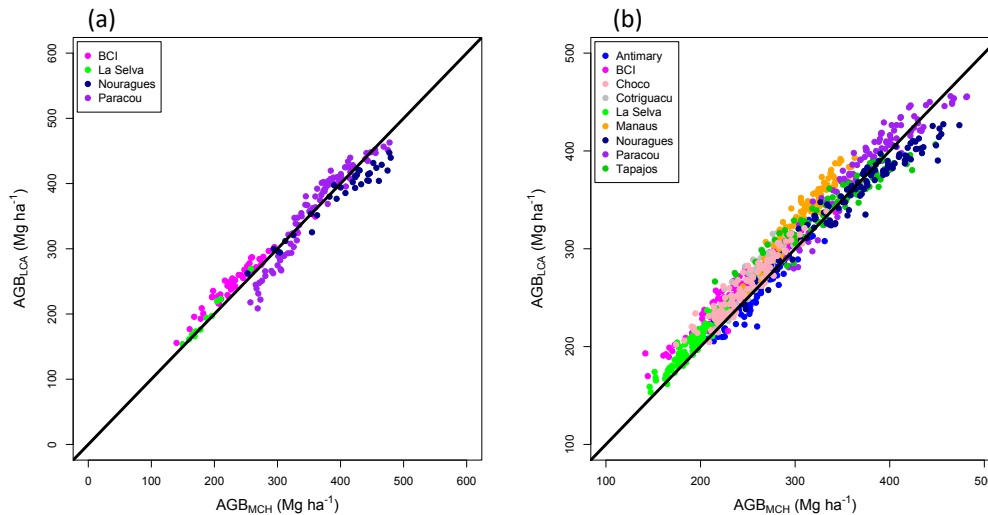 (a)
BCI
La Selva
Nouragues
Paracou
600
500
400
300
200
100
0
AGB_LCA (Mg ha⁻¹)
0 100 200 300 400 500 600
AGB_MCH (Mg ha⁻¹)
(b)
Antimary
BCI
Choco
Cotriguacu
La Selva
Manaus
Nouragues
Paracou
Tapajos
500
400
300
200
100
AGB_LCA (Mg ha⁻¹)
100 200 300 400 500
AGB_MCH (Mg ha⁻¹)